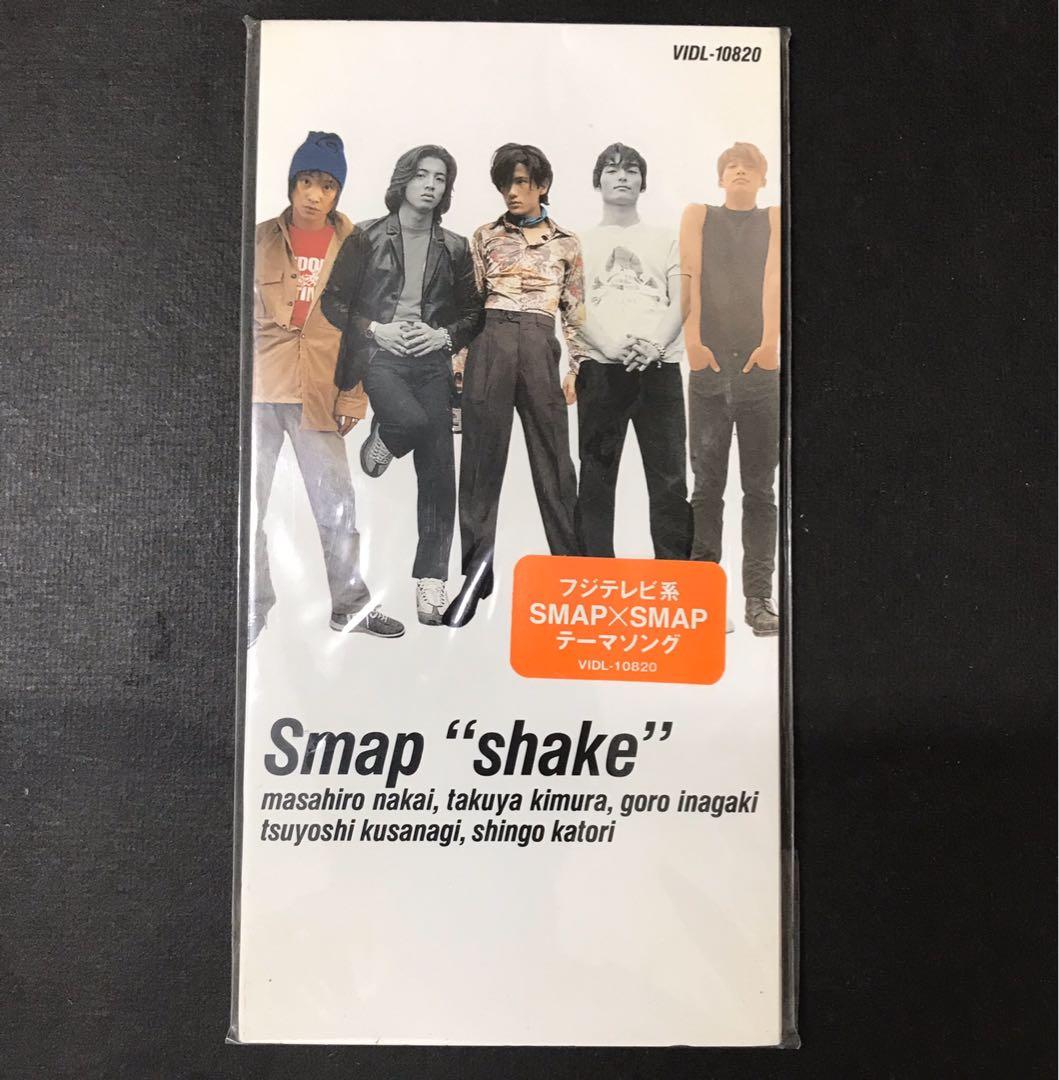 VIDL-10820
フジテレビ系
SMAP×SMAP
テーマソング
VIDL-10820
Smap “shake”
masahiro nakai, takuya kimura, goro inagaki
tsuyoshi kusanagi, shingo katori